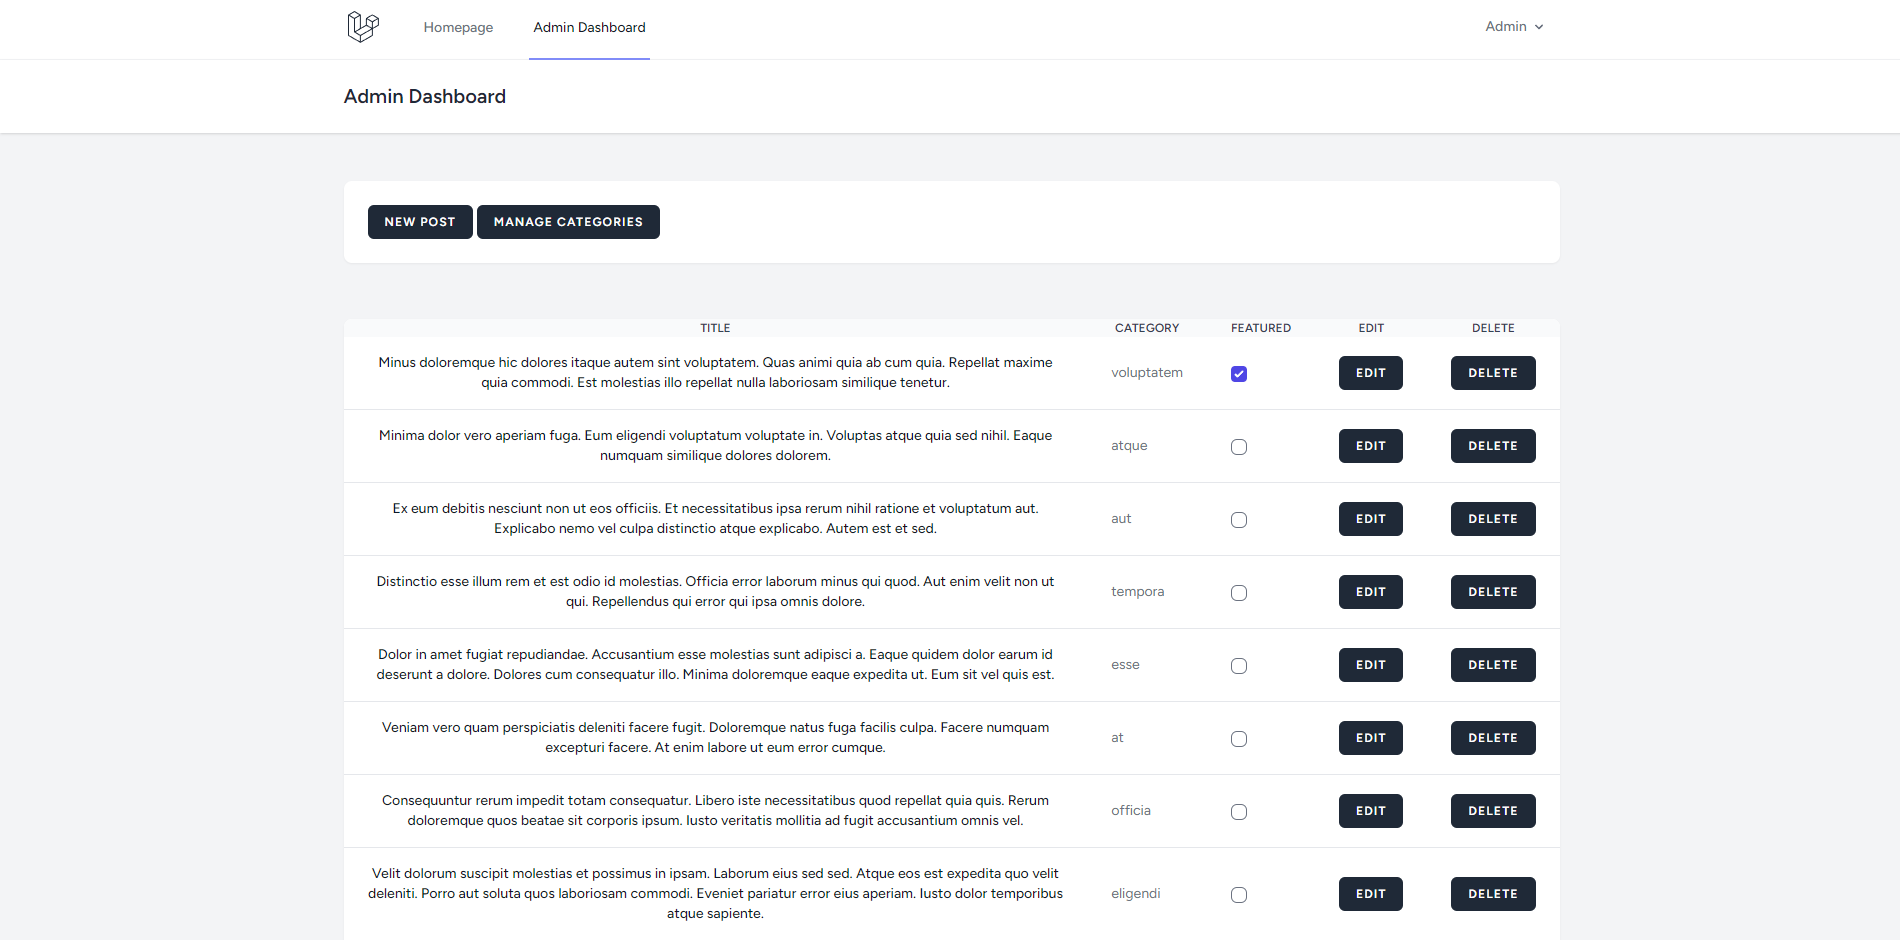 Homepage Admin Dashboard Admin
Admin Dashboard
NEW POST MANAGE CATEGORIES
TITLE CATEGORY FEATURED EDIT DELETE
Minus doloremque hic dolores itaque autem sint voluptatem. Quas animi quia ab cum quia. Repellat maxime
quia commodi. Est molestias illo repellat nulla laboriosam similique tenetur.
voluptatem EDIT DELETE
Minima dolor vero aperiam fuga. Eum eligendi voluptatum voluptate in. Voluptas atque quia sed nihil. Eaque
numquam similique dolores dolorem.
atque EDIT DELETE
Ex eum debitis nesciunt non ut eos officiis. Et necessitatibus ipsa rerum nihil ratione et voluptatum aut.
Explicabo nemo vel culpa distinctio atque explicabo. Autem est et sed.
aut EDIT DELETE
Distinctio esse illum rem et est odio id molestias. Officia error laborum minus qui quod. Aut enim velit non ut
qui. Repellendus qui error qui ipsa omnis dolore.
tempora EDIT DELETE
Dolor in amet fugiat repudiandae. Accusantium esse molestias sunt adipisci a. Eaque quidem dolor earum id
deserunt a dolore. Dolores cum consequatur illo. Minima doloremque eaque expedita ut. Eum sit vel quis est.
esse EDIT DELETE
Veniam vero quam perspiciatis deleniti facere fugit. Doloremque natus fuga facilis culpa. Facere numquam
excepturi facere. At enim labore ut eum error cumque.
at EDIT DELETE
Consequuntur rerum impedit totam consequatur. Libero iste necessitatibus quod repellat quia quis. Rerum
doloremque quos beatae sit corporis ipsum. Iusto veritatis mollitia ad fugit accusantium omnis vel.
officia EDIT DELETE
Velit dolorum suscipit molestias et possimus in ipsam. Laborum eius sed sed. Atque eos est expedita quo velit
deleniti. Porro aut soluta quos laboriosam commodi. Eveniet pariatur error eius aperiam. Iusto dolor temporibus
atque sapiente.
eligendi EDIT DELETE